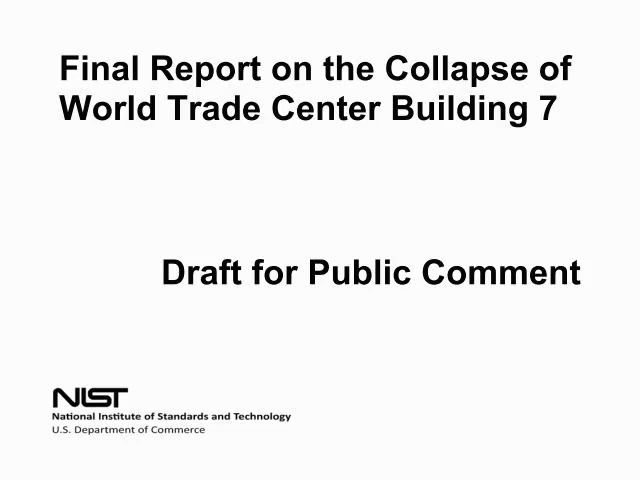 Final Report on the Collapse of
World Trade Center Building 7
Draft for Public Comment
NIST
National Institute of Standards and Technology
U.S. Department of Commerce